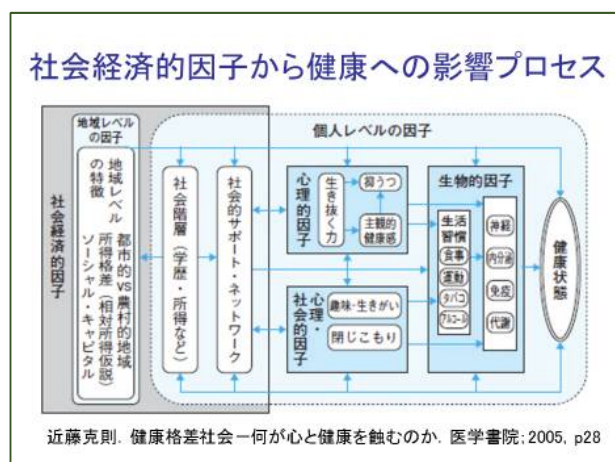 社会経済的因子から健康への影響プロセス
地域レベル
の因子
個人レベルの因子
社会経済的因子
地域レベル
の特徴
都市的vs農村的地域
所得格差（相対所得仮説）
ソーシャル・キャピタル
社会階層（学歴・所得など）
社会的サポート・ネットワーク
心理的因子
生き抜く力
抑うつ
主観的
健康感
心理・
社会的因子
趣味・生きがい
閉じこもり
生物的因子
生活
習慣
食事
運動
タバコ
アルコール
神経
内分泌
免疫
代謝
健康状態
近藤克則．健康格差社会－何が心と健康を蝕むのか．医学書院；2005，p28